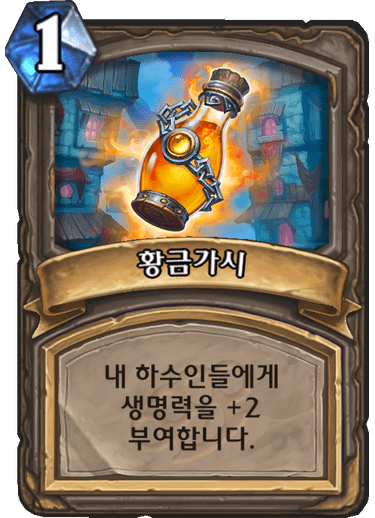 1
황금가시
내 하수인들에게
생명력을 +2
부여합니다.